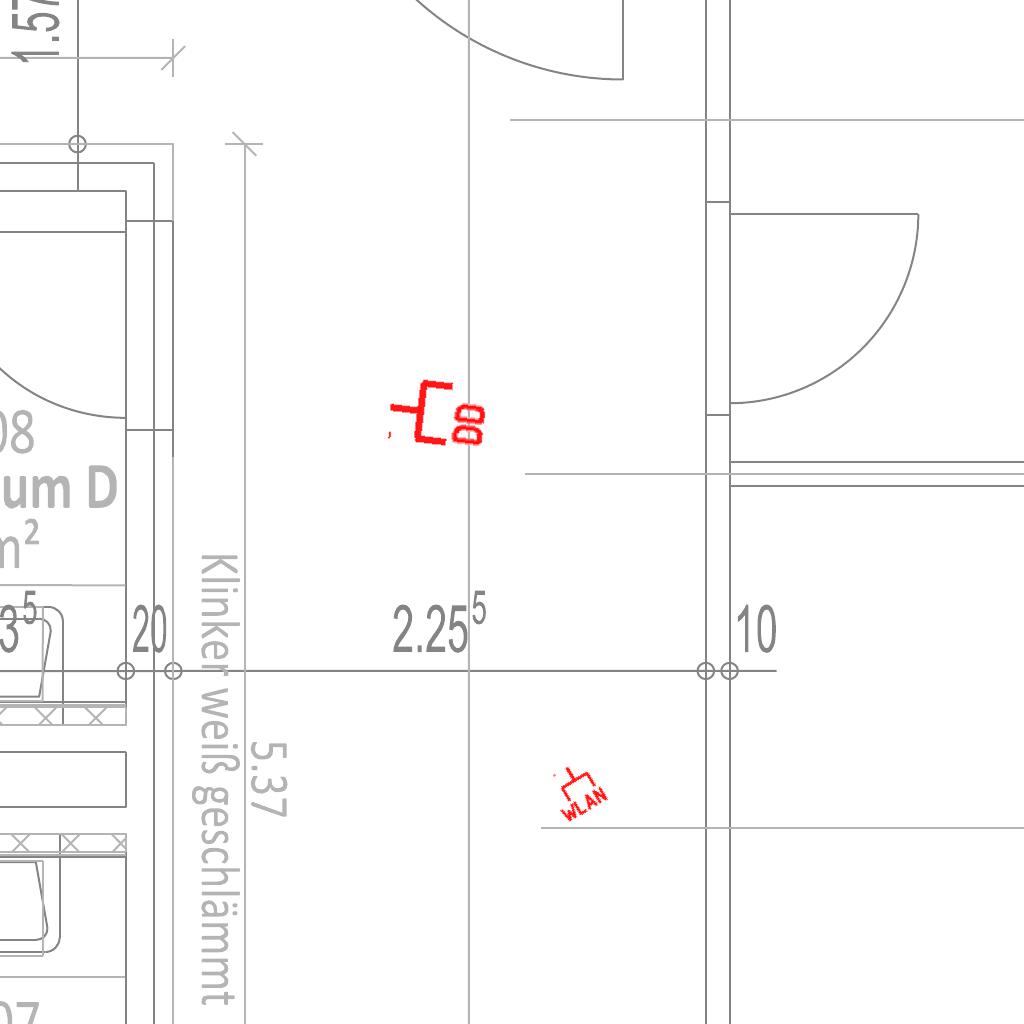 1.57
08
um D
m²
3⁵
20
2.25⁵
10
Klinker weiß geschlämmt
5.37
DD
WLAN
07